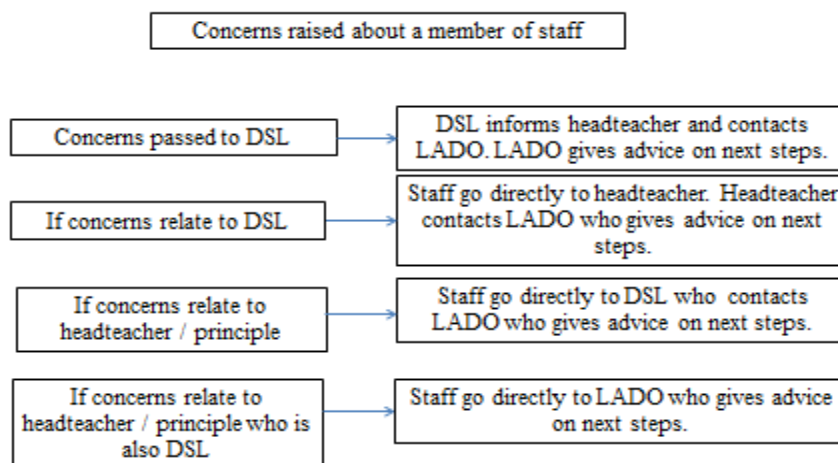 Concerns raised about a member of staff
Concerns passed to DSL
DSL informs headteacher and contacts
LADO. LADO gives advice on next steps.
If concerns relate to DSL
Staff go directly to headteacher. Headteacher
contacts LADO who gives advice on next
steps.
If concerns relate to
headteacher / principle
Staff go directly to DSL who contacts
LADO who gives advice on next steps.
If concerns relate to
headteacher / principle who is
also DSL
Staff go directly to LADO who gives advice
on next steps.